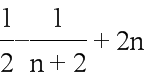 1/2 − 1/(n + 2) + 2n